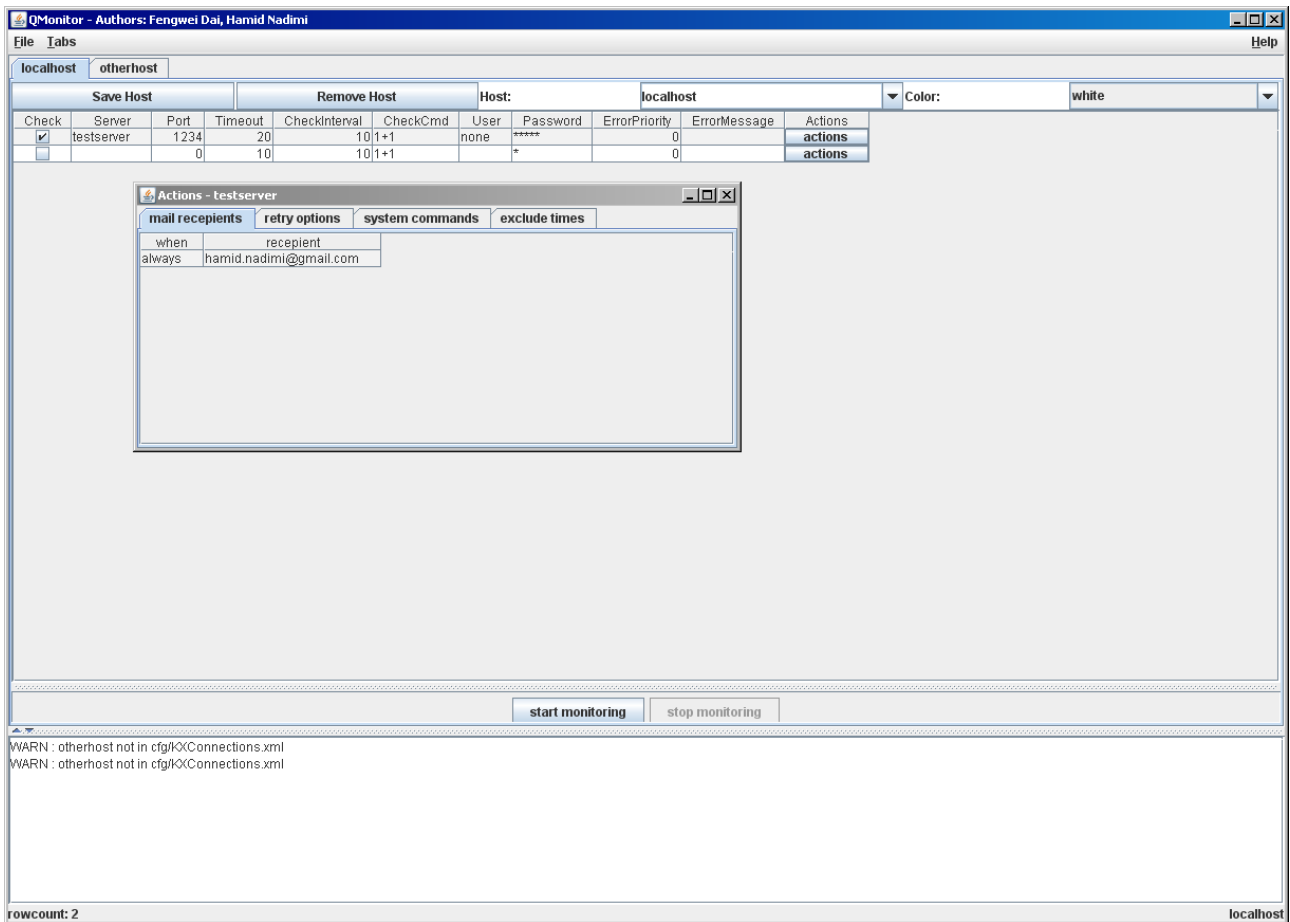 QMonitor - Authors: Fengwei Dai, Hamid Nadimi
File Tabs Help
localhost otherhost
Save Host Remove Host Host: localhost Color: white
Check Server Port Timeout CheckInterval CheckCmd User Password ErrorPriority ErrorMessage Actions
testserver 1234 20 10 1+1 none ***** 0 actions
0 10 10 1+1 * 0 actions
Actions - testserver
mail recepients retry options system commands exclude times
when recepient
always hamid.nadimi@gmail.com
start monitoring stop monitoring
WARN : otherhost not in cfg/KXConnections.xml
WARN : otherhost not in cfg/KXConnections.xml
rowcount: 2 localhost